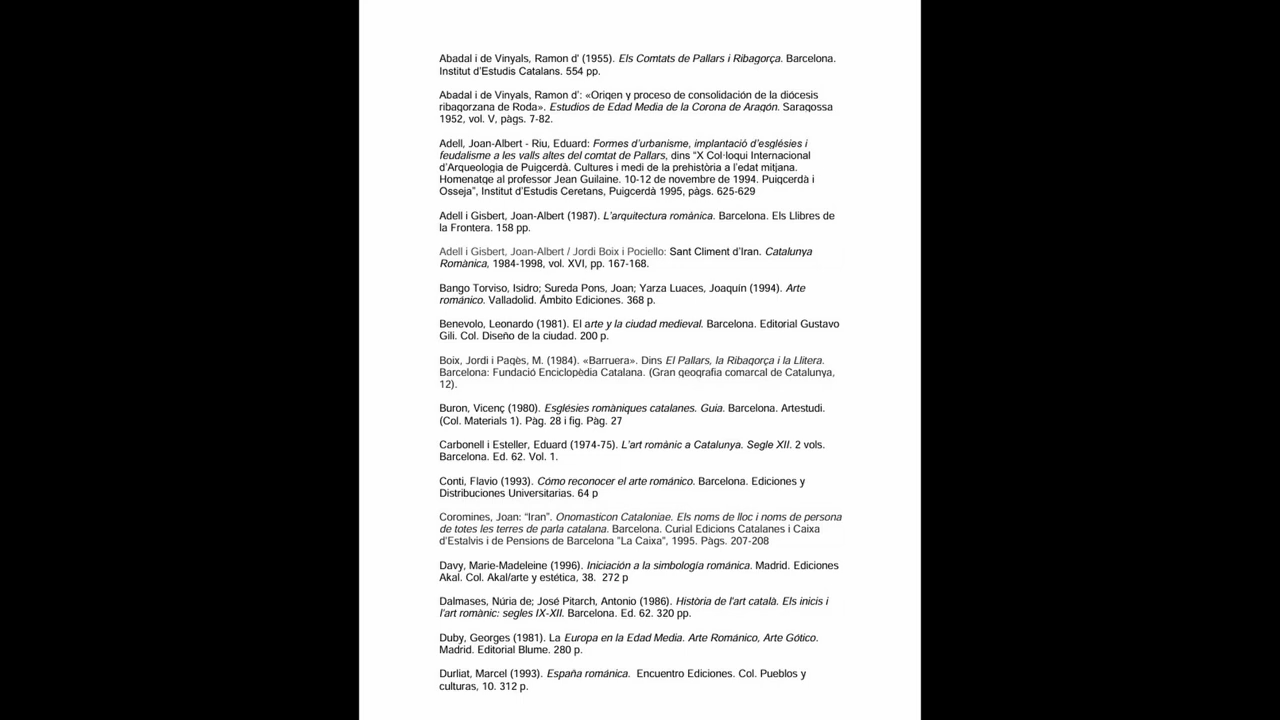 Abadal i de Vinyals, Ramon d' (1955). Els Comtats de Pallars i Ribagorça. Barcelona.
Institut d'Estudis Catalans. 554 pp.
Abadal i de Vinyals, Ramon d': «Origen y proceso de consolidación de la diócesis
ribagorzana de Roda». Estudios de Edad Media de la Corona de Aragón. Saragossa
1952, vol. V, pàgs. 7-82.
Adell, Joan-Albert - Riu, Eduard: Formes d'urbanisme, implantació d'esglésies i
feudalisme a les valls altes del comtat de Pallars, dins "X Col·loqui Internacional
d'Arqueologia de Puigcerdà. Cultures i medi de la prehistòria a l'edat mitjana.
Homenatge al professor Jean Guilaine. 10-12 de novembre de 1994. Puigcerdà i
Osseja", Institut d'Estudis Ceretans, Puigcerdà 1995, pàgs. 625-629
Adell i Gisbert, Joan-Albert (1987). L'arquitectura romànica. Barcelona. Els Llibres de
la Frontera. 158 pp.
Adell i Gisbert, Joan-Albert / Jordi Boix i Pociello: Sant Climent d'Iran. Catalunya
Romànica, 1984-1998, vol. XVI, pp. 167-168.
Bango Torviso, Isidro; Sureda Pons, Joan; Yarza Luaces, Joaquín (1994). Arte
románico. Valladolid. Ámbito Ediciones. 368 p.
Benevolo, Leonardo (1981). El arte y la ciudad medieval. Barcelona. Editorial Gustavo
Gili. Col. Diseño de la ciudad. 200 p.
Boix, Jordi i Pagès, M. (1984). «Barruera». Dins El Pallars, la Ribagorça i la Llitera.
Barcelona: Fundació Enciclopèdia Catalana. (Gran geografia comarcal de Catalunya,
12).
Buron, Vicenç (1980). Esglésies romàniques catalanes. Guia. Barcelona. Artestudi.
(Col. Materials 1). Pàg. 28 i fig. Pàg. 27
Carbonell i Esteller, Eduard (1974-75). L'art romànic a Catalunya. Segle XII. 2 vols.
Barcelona. Ed. 62. Vol. 1.
Conti, Flavio (1993). Cómo reconocer el arte románico. Barcelona. Ediciones y
Distribuciones Universitarias. 64 p
Coromines, Joan: "Iran". Onomasticon Cataloniae. Els noms de lloc i noms de persona
de totes les terres de parla catalana. Barcelona. Curial Edicions Catalanes i Caixa
d'Estalvis i de Pensions de Barcelona "La Caixa", 1995. Pàgs. 207-208
Davy, Marie-Madeleine (1996). Iniciación a la simbología románica. Madrid. Ediciones
Akal. Col. Akal/arte y estética, 38. 272 p
Dalmases, Núria de; José Pitarch, Antonio (1986). Història de l'art català. Els inicis i
l'art romànic: segles IX-XII. Barcelona. Ed. 62. 320 pp.
Duby, Georges (1981). La Europa en la Edad Media. Arte Románico, Arte Gótico.
Madrid. Editorial Blume. 280 p.
Durliat, Marcel (1993). España románica. Encuentro Ediciones. Col. Pueblos y
culturas, 10. 312 p.